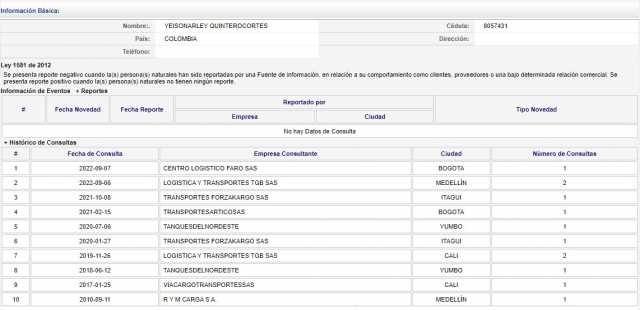 Información Básica:
Nombre:. YEISONARLEY QUINTEROCORTES Cédula: 8057431
País: COLOMBIA Dirección:
Teléfono:
Ley 1581 de 2012
Se presenta reporte negativo cuando la(s) persona(s) naturales han sido reportadas por una Fuente de información, en relación a su comportamiento como clientes, proveedores o una bajo determinada relación comercial. Se
presenta reporte positivo cuando la(s) persona(s) naturales no tienen ningún reporte.
Información de Eventos + Reportes
# Fecha Novedad Fecha Reporte Reportado por Tipo Novedad
Empresa Ciudad
No hay Datos de Consulta
+ Histórico de Consultas
# Fecha de Consulta Empresa Consultante Ciudad Número de Consultas
1 2022-09-07 CENTRO LOGISTICO FARO SAS BOGOTA 1
2 2022-09-06 LOGISTICA Y TRANSPORTES TGB SAS MEDELLÍN 2
3 2021-10-08 TRANSPORTES FORZAKARGO SAS ITAGUI 1
4 2021-02-15 TRANSPORTESARTICOSAS BOGOTA 1
5 2020-07-06 TANQUESDELNORDESTE YUMBO 1
6 2020-01-27 TRANSPORTES FORZAKARGO SAS ITAGUI 1
7 2019-11-26 LOGISTICA Y TRANSPORTES TGB SAS CALI 2
8 2018-06-12 TANQUESDELNORDESTE YUMBO 1
9 2017-01-25 VIACARGOTRANSPORTESSAS CALI 1
10 2010-09-11 R Y M CARGA S.A. MEDELLÍN 1